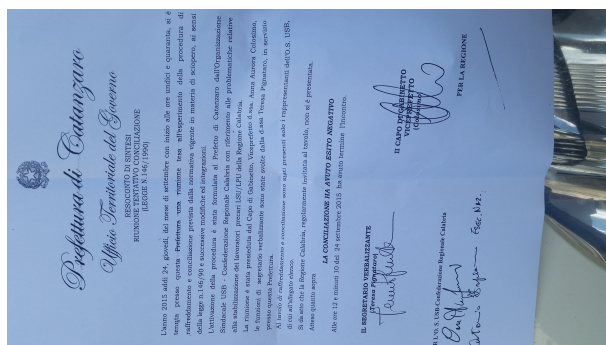 Prefettura di Catanzaro
Ufficio Territoriale del Governo
RESOCONTO DI SINTESI
RIUNIONE TENTATIVO CONCILIAZIONE
(LEGGE N.146/1990)
L'anno 2015 addì 24, giovedì, del mese di settembre con inizio alle ore undici e quaranta, si è
tenuta presso questa Prefettura una riunione tesa all'esperimento della procedura di
raffreddamento e conciliazione prevista dalla normativa vigente in materia di sciopero, ai sensi
della legge n.146/90 e successive modifiche ed integrazioni.
L'attivazione della procedura è stata formulata al Prefetto di Catanzaro dall'Organizzazione
Sindacale USB - Confederazione Regionale Calabria con riferimento alle problematiche relative
alla stabilizzazione dei lavoratori precari LSU/LPU della Regione Calabria.
La riunione è stata presieduta dal Capo di Gabinetto, Viceprefetto d.ssa. Anna Aurora Colosimo,
le funzioni di segretario verbalizzante sono state svolte dalla d.ssa Teresa Pignataro, in servizio
presso questa Prefettura.
Al tavolo di raffreddamento e conciliazione sono oggi presenti solo i rappresentanti dell'O.S. USB,
di cui all'allegato elenco.
Si dà atto che la Regione Calabria, regolarmente invitata al tavolo, non si è presentata.
Atteso quanto sopra
LA CONCILIAZIONE HA AVUTO ESITO NEGATIVO
Alle ore 12 e minuti 10 del 24 settembre 2015 ha avuto termine l'incontro.
IL SEGRETARIO VERBALIZZANTE
(Teresa Pignataro)
Il CAPO DI GABINETTO
VICEPREFETTO
(Colosimo)
L'O. S. USB-Confederazione Regionale Calabria
PER LA REGIONE